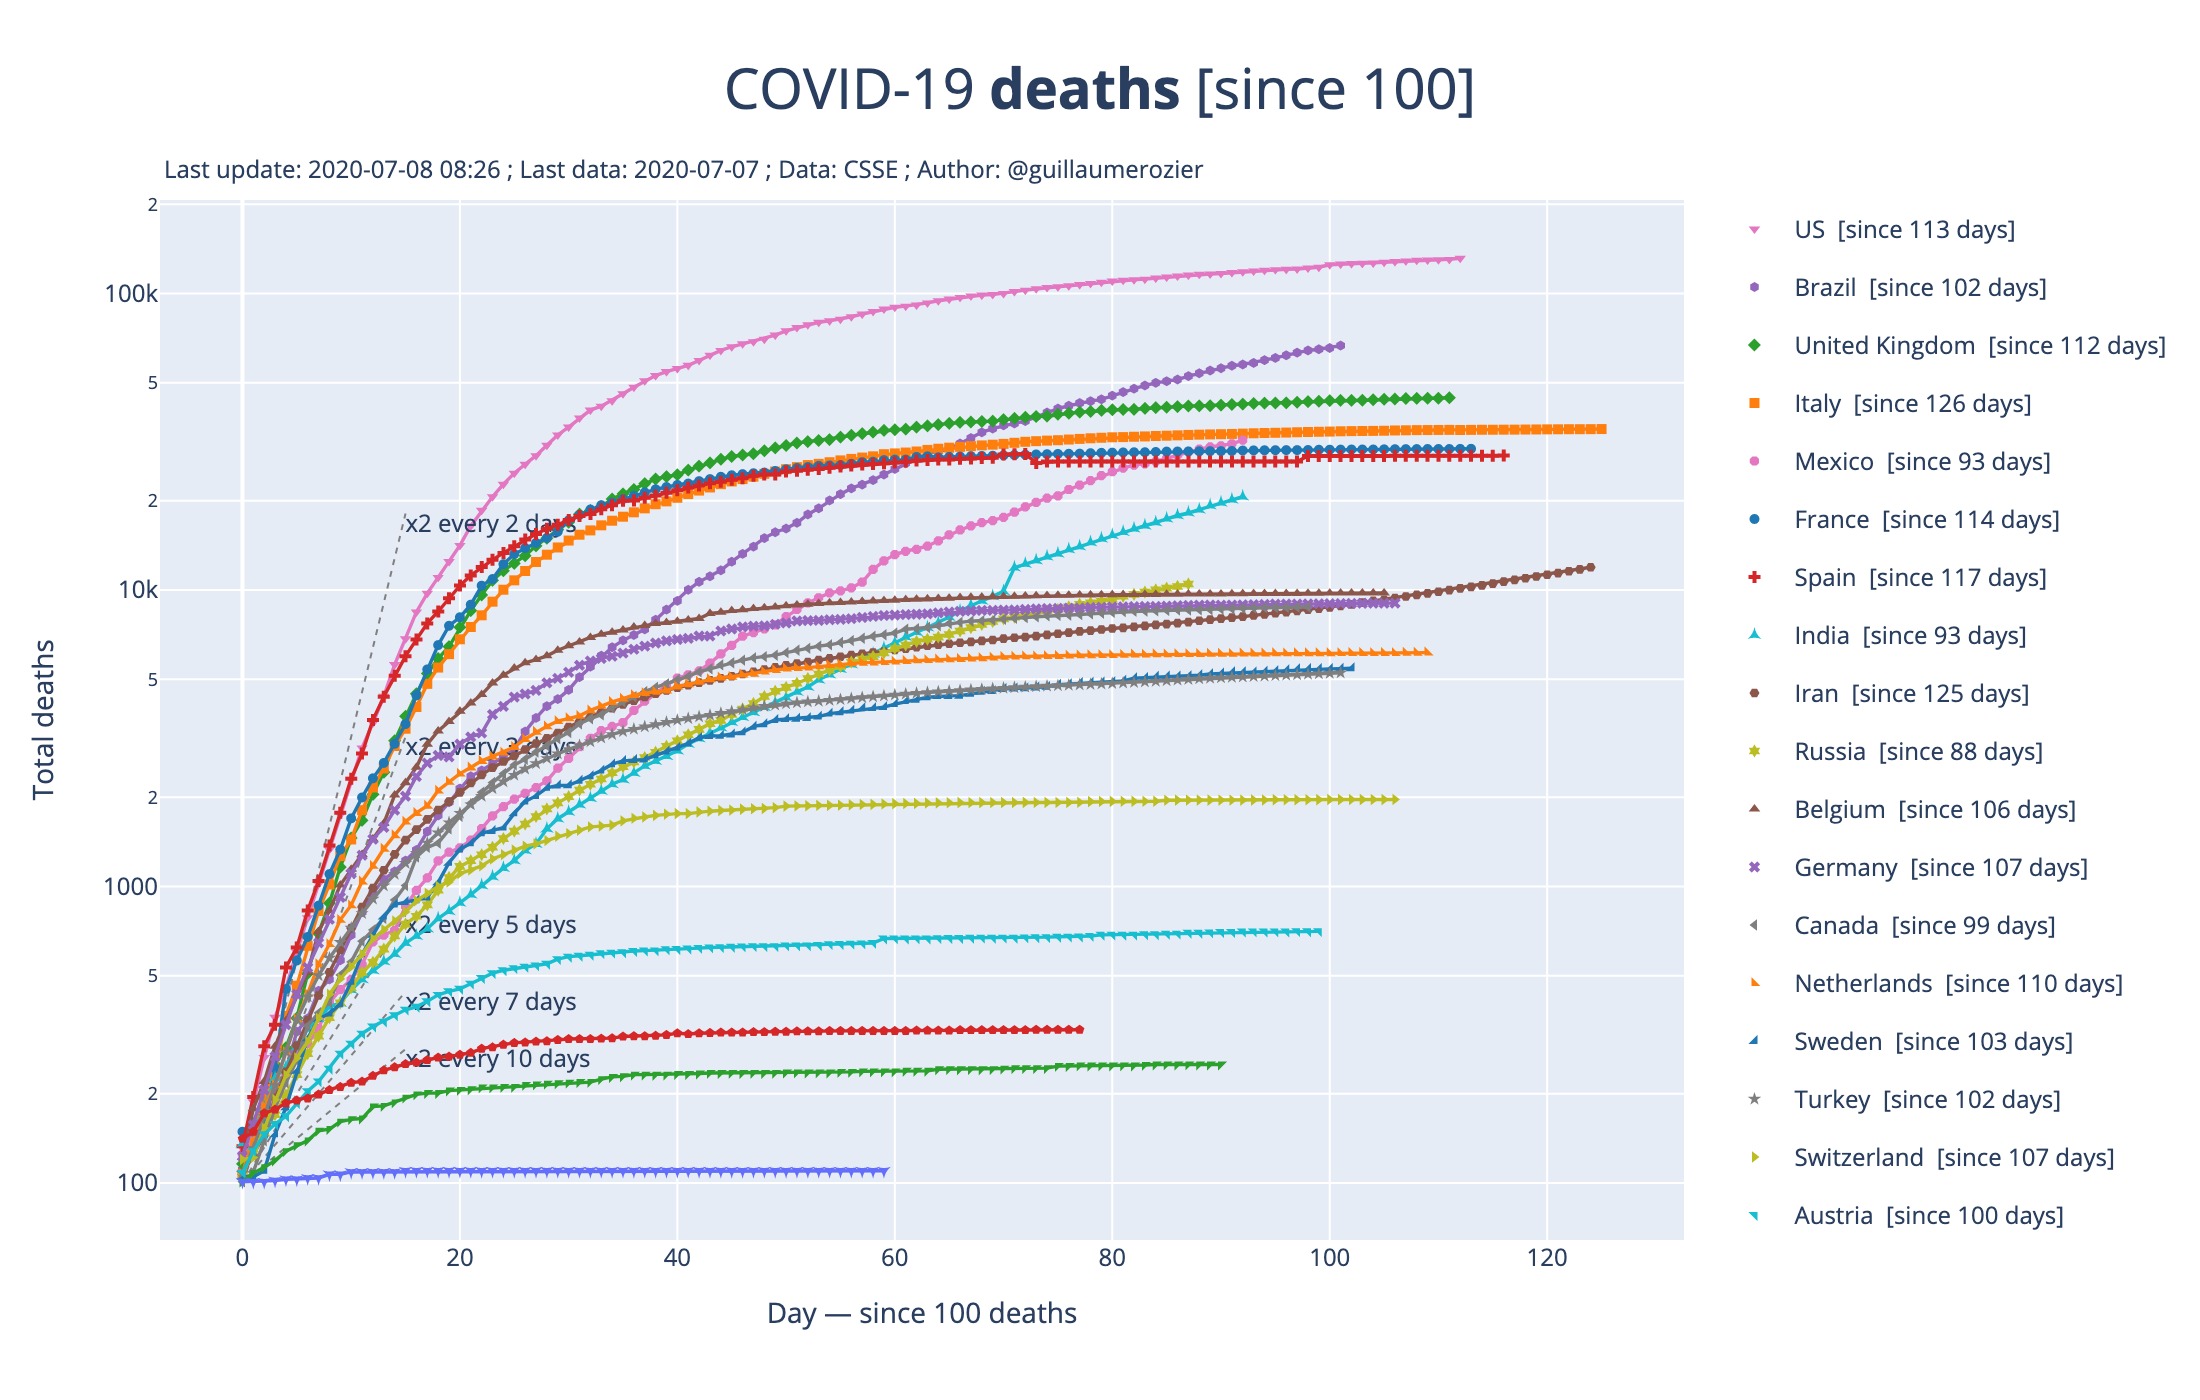 COVID-19 deaths [since 100]
Last update: 2020-07-08 08:26 ; Last data: 2020-07-07 ; Data: CSSE ; Author: @guillaumerozier
2
100k
5
2
10k
5
2
1000
5
2
100
Total deaths
x2 every 2 days
x2 every 3 days
x2 every 5 days
x2 every 7 days
x2 every 10 days
0 20 40 60 80 100 120
Day — since 100 deaths
US [since 113 days]
Brazil [since 102 days]
United Kingdom [since 112 days]
Italy [since 126 days]
Mexico [since 93 days]
France [since 114 days]
Spain [since 117 days]
India [since 93 days]
Iran [since 125 days]
Russia [since 88 days]
Belgium [since 106 days]
Germany [since 107 days]
Canada [since 99 days]
Netherlands [since 110 days]
Sweden [since 103 days]
Turkey [since 102 days]
Switzerland [since 107 days]
Austria [since 100 days]